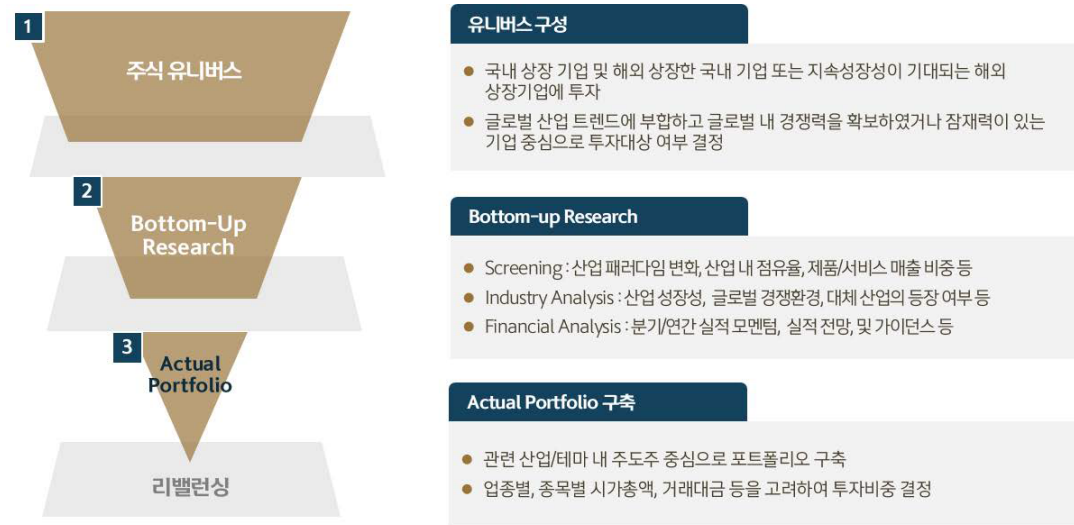 1
주식 유니버스
2
Bottom-Up
Research
3
Actual
Portfolio
리밸런싱
유니버스 구성
● 국내 상장 기업 및 해외 상장한 국내 기업 또는 지속성장성이 기대되는 해외
상장기업에 투자
● 글로벌 산업 트렌드에 부합하고 글로벌 내 경쟁력을 확보하였거나 잠재력이 있는
기업 중심으로 투자대상 여부 결정
Bottom-up Research
● Screening : 산업 패러다임 변화, 산업 내 점유율, 제품/서비스 매출 비중 등
● Industry Analysis : 산업 성장성, 글로벌 경쟁환경, 대체 산업의 등장 여부 등
● Financial Analysis : 분기/연간 실적 모멘텀, 실적 전망, 및 가이던스 등
Actual Portfolio 구축
● 관련 산업/테마 내 주도주 중심으로 포트폴리오 구축
● 업종별, 종목별 시가총액, 거래대금 등을 고려하여 투자비중 결정